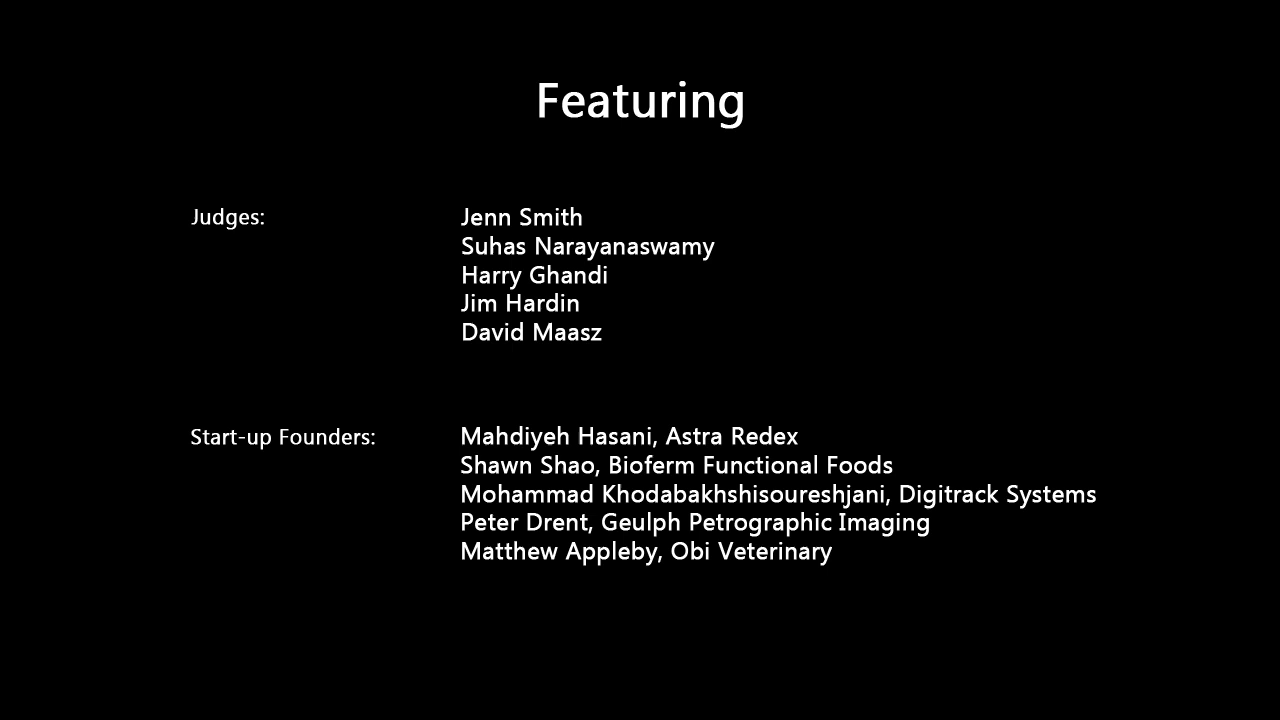 Featuring
Judges: Jenn Smith
Suhas Narayanaswamy
Harry Ghandi
Jim Hardin
David Maasz
Start-up Founders: Mahdiyeh Hasani, Astra Redex
Shawn Shao, Bioferm Functional Foods
Mohammad Khodabakhshisoureshjani, Digitrack Systems
Peter Drent, Geulph Petrographic Imaging
Matthew Appleby, Obi Veterinary